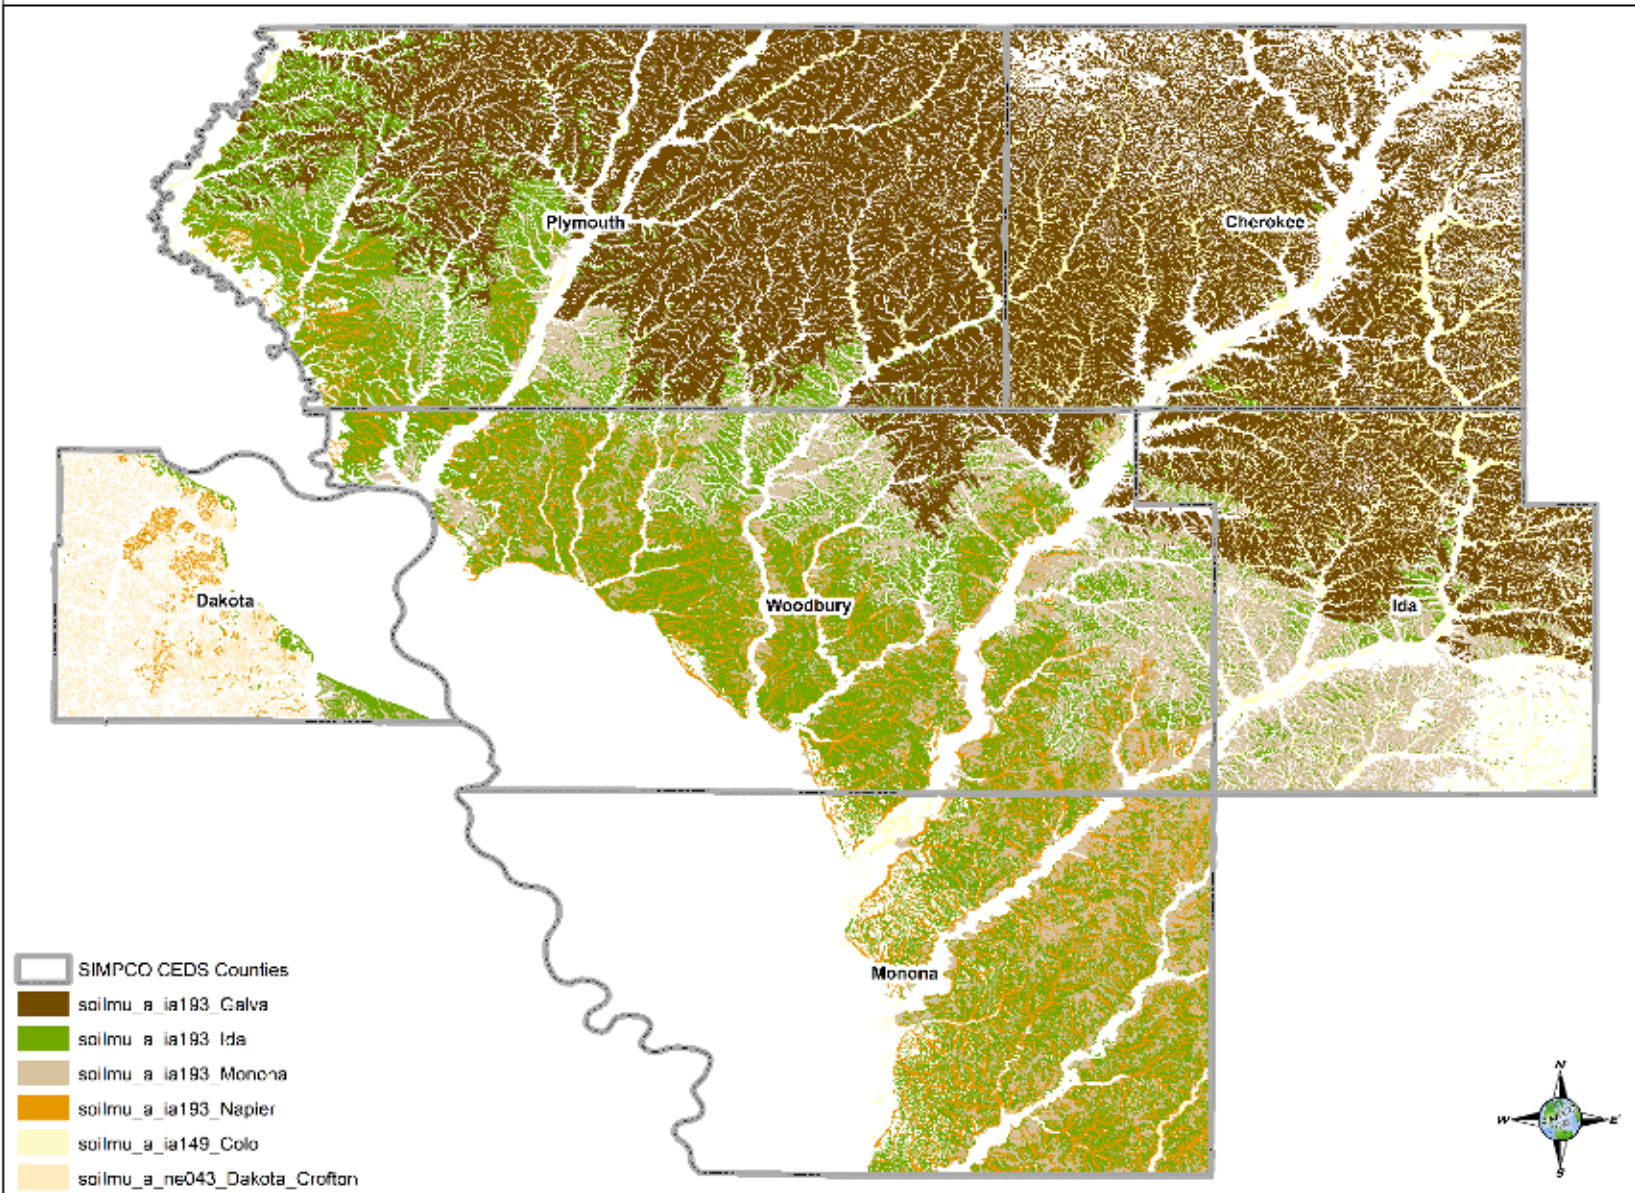 Plymouth
Cherokee
Dakota
Woodbury
Ida
Monona
SIMPCO CEDS Counties
soilmu_a_ia193_Galva
soilmu_a_ia193_Ida
soilmu_a_ia193_Monona
soilmu_a_ia193_Napier
soilmu_a_ia149_Colo
soilmu_a_ne043_Dakota_Crofton
N
W
E
S